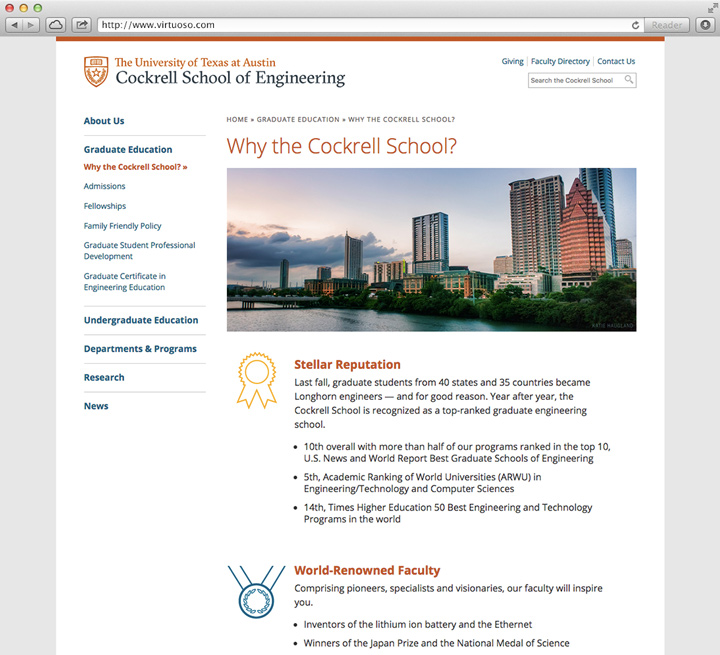 http://www.virtuoso.com
Reader
The University of Texas at Austin
Cockrell School of Engineering
Giving
Faculty Directory
Contact Us
Search the Cockrell School
About Us
Graduate Education
Why the Cockrell School? »
Admissions
Fellowships
Family Friendly Policy
Graduate Student Professional
Development
Graduate Certificate in
Engineering Education
Undergraduate Education
Departments & Programs
Research
News
HOME » GRADUATE EDUCATION » WHY THE COCKRELL SCHOOL?
Why the Cockrell School?
Stellar Reputation
Last fall, graduate students from 40 states and 35 countries became
Longhorn engineers — and for good reason. Year after year, the
Cockrell School is recognized as a top-ranked graduate engineering
school.
• 10th overall with more than half of our programs ranked in the top 10,
U.S. News and World Report Best Graduate Schools of Engineering
• 5th, Academic Ranking of World Universities (ARWU) in
Engineering/Technology and Computer Sciences
• 14th, Times Higher Education 50 Best Engineering and Technology
Programs in the world
World-Renowned Faculty
Comprising pioneers, specialists and visionaries, our faculty will inspire
you.
• Inventors of the lithium ion battery and the Ethernet
• Winners of the Japan Prize and the National Medal of Science